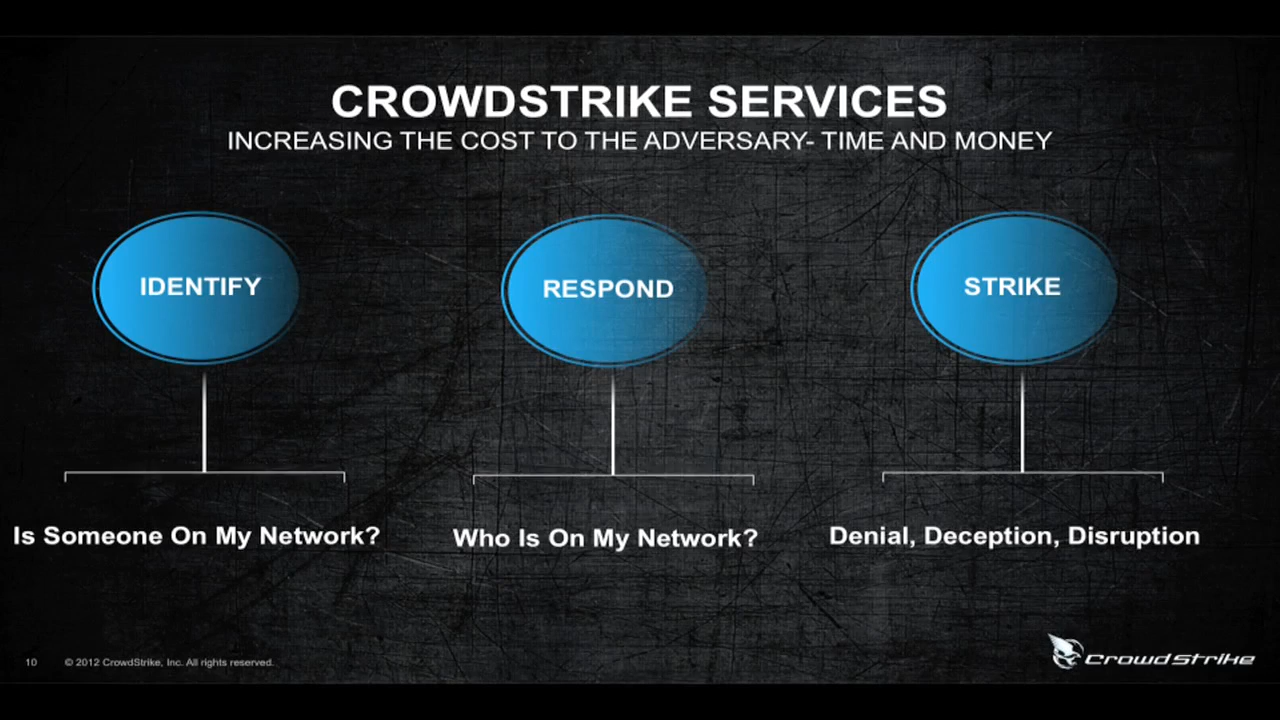 CROWDSTRIKE SERVICES
INCREASING THE COST TO THE ADVERSARY- TIME AND MONEY
IDENTIFY
RESPOND
STRIKE
Is Someone On My Network?
Who Is On My Network?
Denial, Deception, Disruption
10
© 2012 CrowdStrike, Inc. All rights reserved.
CrowdStrike